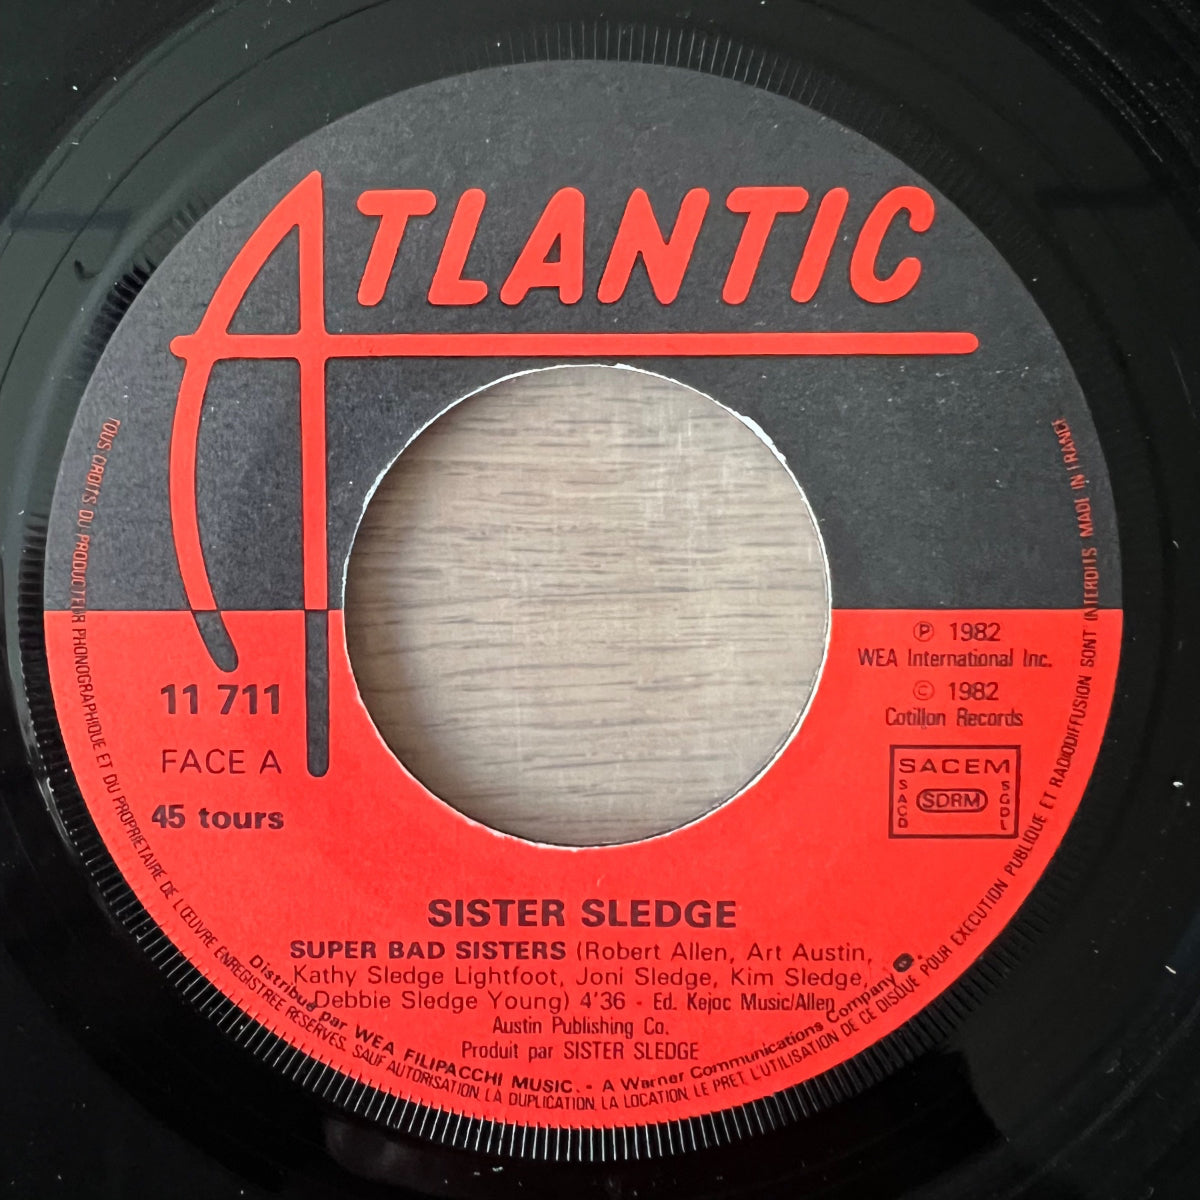 ATLANTIC
11 711
FACE A
45 tours
℗ 1982
WEA International Inc.
© 1982
Cotillon Records
SACEM
SACD
SDRM
SGDL
SISTER SLEDGE
SUPER BAD SISTERS (Robert Allen, Art Austin,
Kathy Sledge Lightfoot, Joni Sledge, Kim Sledge,
Debbie Sledge Young) 4'36 - Ed. Kejoc Music/Allen
Austin Publishing Co.
Produit par SISTER SLEDGE
Distribué par WEA FILIPACCHI MUSIC. - A Warner Communications Company
TOUS DROITS DU PRODUCTEUR PHONOGRAPHIQUE ET DU PROPRIETAIRE DE L'ŒUVRE ENREGISTREE RESERVES. SAUF AUTORISATION, LA DUPLICATION, LA LOCATION, LE PRET, L'UTILISATION DE CE DISQUE POUR EXECUTION PUBLIQUE ET RADIODIFFUSION SONT INTERDITS MADE IN FRANCE